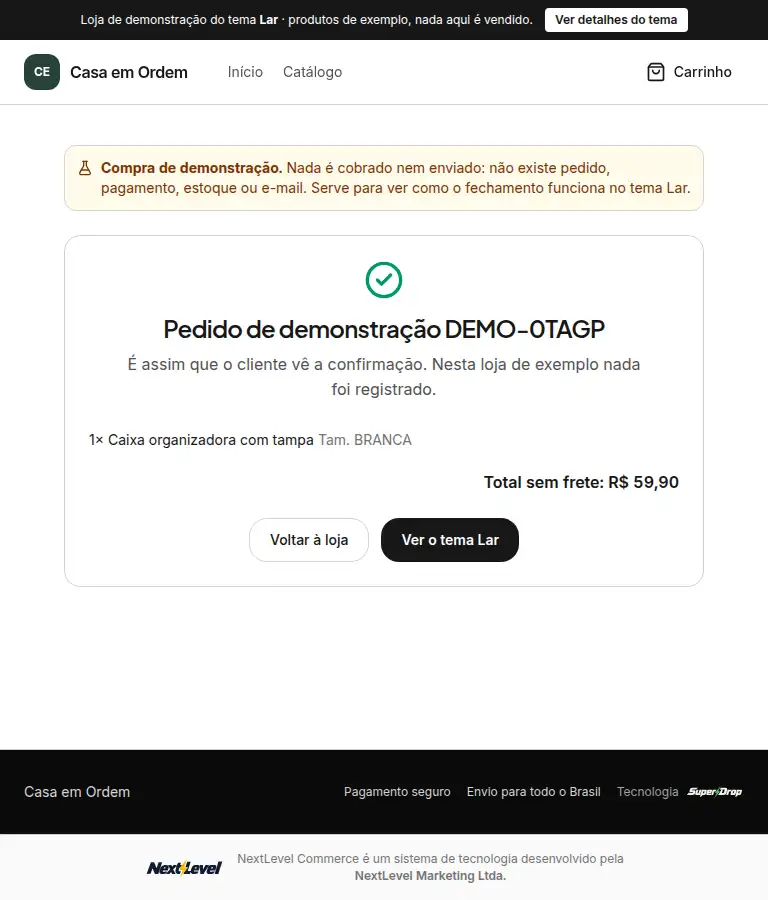 Loja de demonstração do tema Lar · produtos de exemplo, nada aqui é vendido. Ver detalhes do tema
CE Casa em Ordem Início Catálogo Carrinho
Compra de demonstração. Nada é cobrado nem enviado: não existe pedido,
pagamento, estoque ou e-mail. Serve para ver como o fechamento funciona no tema Lar.
Pedido de demonstração DEMO-0TAGP
É assim que o cliente vê a confirmação. Nesta loja de exemplo nada
foi registrado.
1× Caixa organizadora com tampa Tam. BRANCA
Total sem frete: R$ 59,90
Voltar à loja Ver o tema Lar
Casa em Ordem Pagamento seguro Envio para todo o Brasil Tecnologia SuperDrop
NextLevel NextLevel Commerce é um sistema de tecnologia desenvolvido pela
NextLevel Marketing Ltda.